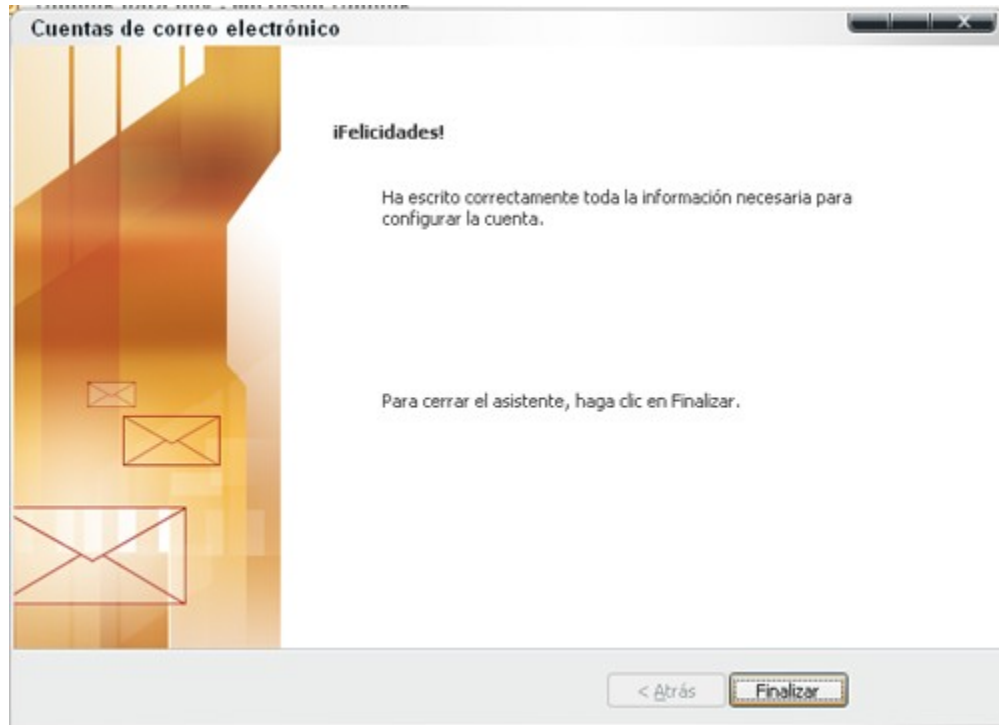 Cuentas de correo electrónico
¡Felicidades!
Ha escrito correctamente toda la información necesaria para
configurar la cuenta.
Para cerrar el asistente, haga clic en Finalizar.
< Atrás
Finalizar